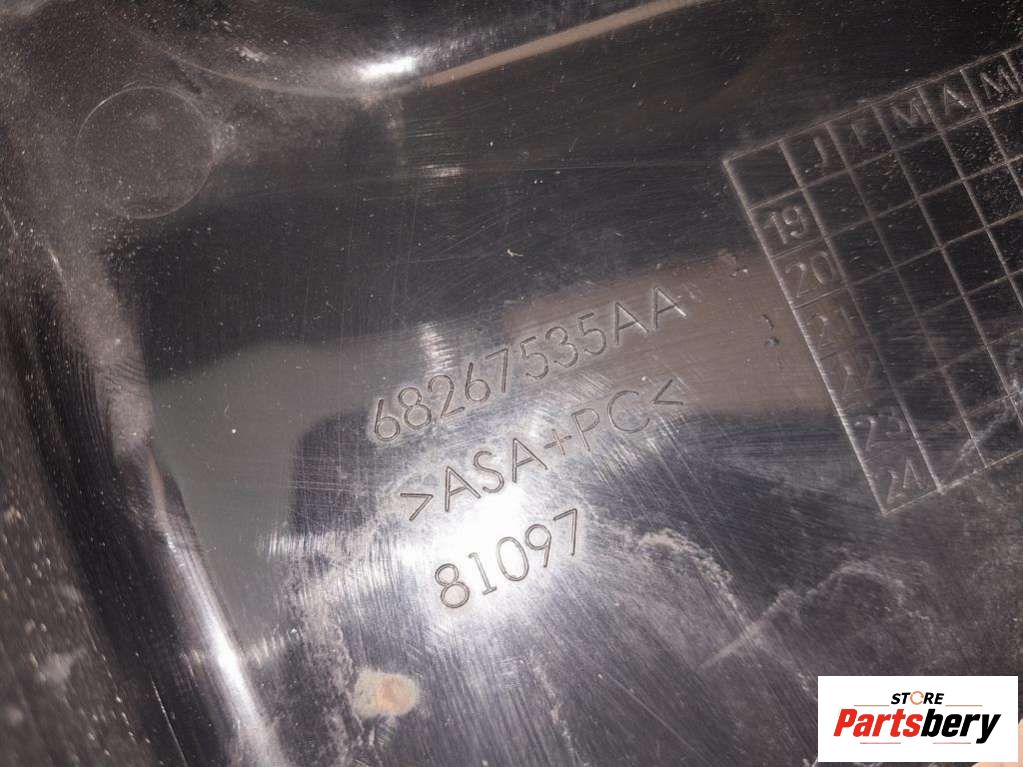 J F M A M
19
20
21
22
23
24
68267535AA
>ASA+PC<
81097
STORE
Partsbery